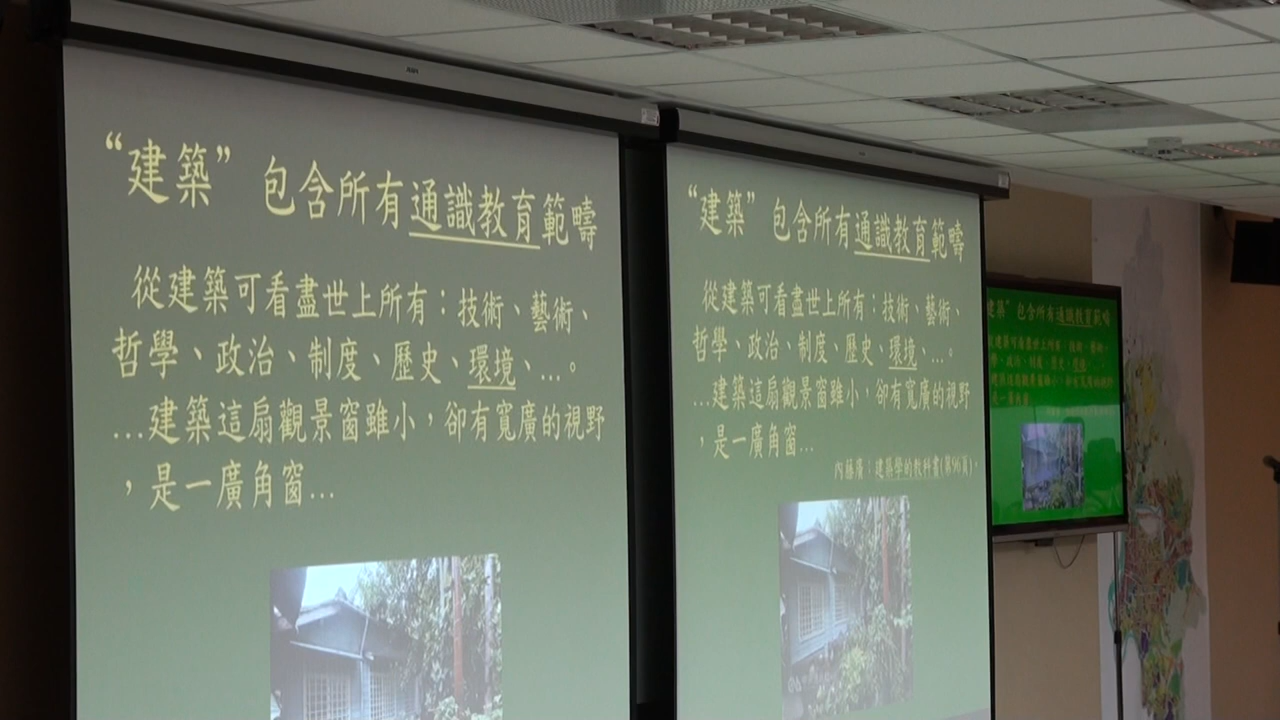 “建築”包含所有通識教育範疇
從建築可看盡世上所有：技術、藝術、
哲學、政治、制度、歷史、環境、…。
…建築這扇觀景窗雖小，卻有寬廣的視野
，是一廣角窗…
“建築”包含所有通識教育範疇
從建築可看盡世上所有：技術、藝術、
哲學、政治、制度、歷史、環境、…。
…建築這扇觀景窗雖小，卻有寬廣的視野
，是一廣角窗…
內藤廣：建築學的教科書(第96頁)。
建築”包含所有通識教育範疇